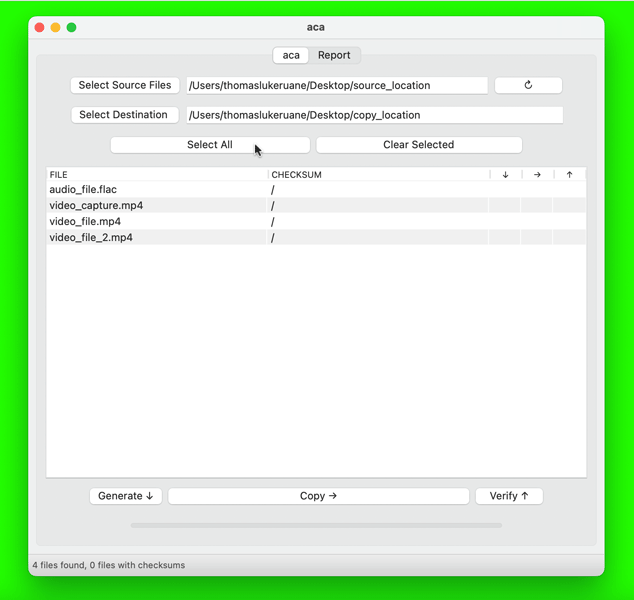 aca
aca Report
Select Source Files /Users/thomaslukeruane/Desktop/source_location ↻
Select Destination /Users/thomaslukeruane/Desktop/copy_location
Select All Clear Selected
FILE CHECKSUM ↓ → ↑
audio_file.flac /
video_capture.mp4 /
video_file.mp4 /
video_file_2.mp4 /
Generate ↓ Copy → Verify ↑
4 files found, 0 files with checksums